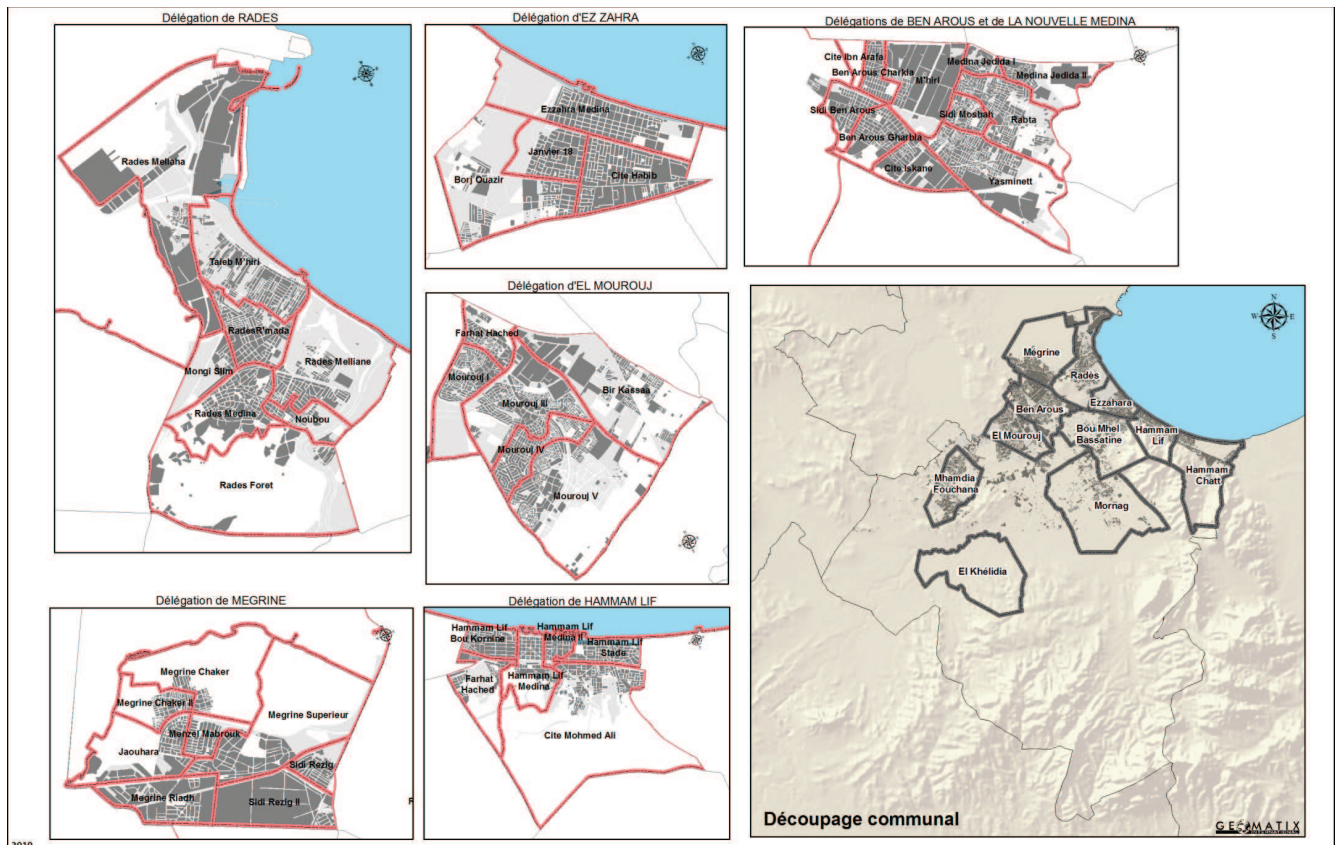 Délégation de RADES
Rades Mellaha
Taieb M'hiri
RadesR'mada
Rades Melliane
Mongi Slim
Rades Medina
Noubou
Rades Foret
Délégation d'EZ ZAHRA
Ezzahra Medina
Janvier 18
Borj Ouazir
Cite Habib
Délégations de BEN AROUS et de LA NOUVELLE MEDINA
Cite Ibn Arafa
Medina Jedida I
Ben Arous Charkia
M'hiri
Medina Jedida II
Sidi Ben Arous
Sidi Mosbah
Rabta
Ben Arous Gharbia
Cite Iskane
Yasminett
Délégation d'EL MOUROUJ
Farhat Hached
Mourouj I
Bir Kassaa
Mourouj III
Mourouj IV
Mourouj V
Délégation de MEGRINE
Megrine Chaker
Megrine Chaker II
Megrine Superieur
Menzel Mabrouk
Jaouhara
Sidi Rezig
Megrine Riadh
Sidi Rezig II
Délégation de HAMMAM LIF
Hammam Lif
Bou Kornine
Hammam Lif
Medina II
Hammam Lif
Stade
Farhat
Hached
Hammam Lif
Medina
Cite Mohmed Ali
N
W
E
S
Mégrine
Radès
Ezzahara
Ben Arous
El Mourouj
Bou Mhel
Bassatine
Hammam
Lif
Hammam
Chatt
Mhamdia
Fouchana
Mornag
El Khélidia
Découpage communal
GEOMATIX